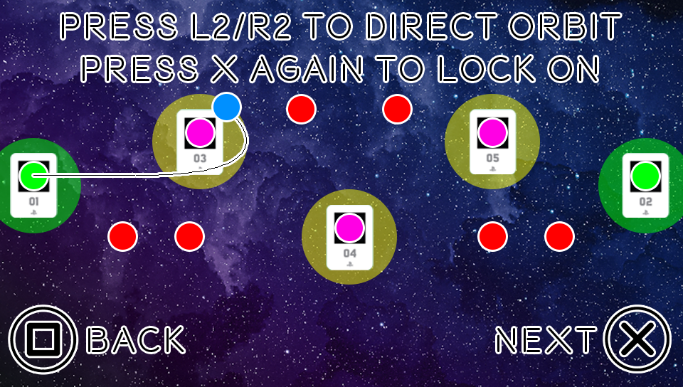 PRESS L2/R2 TO DIRECT ORBIT
PRESS X AGAIN TO LOCK ON
03
05
01
02
04
BACK
NEXT